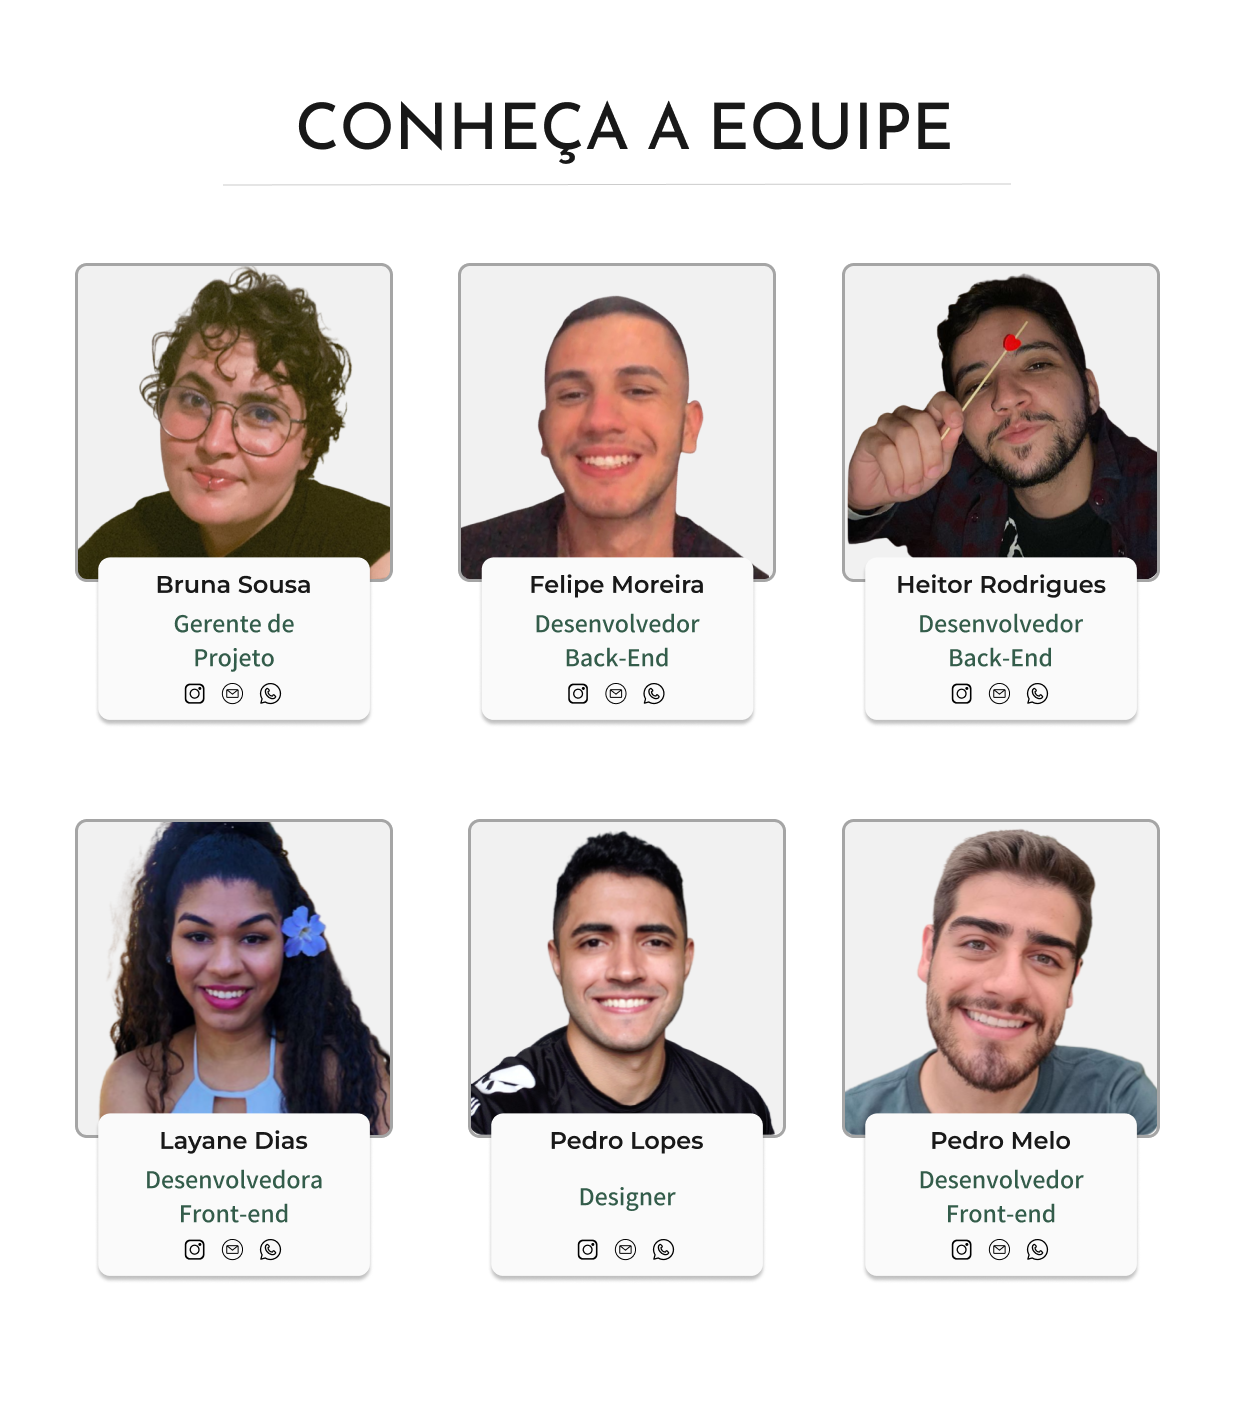 CONHEÇA A EQUIPE
Bruna Sousa
Gerente de
Projeto
Felipe Moreira
Desenvolvedor
Back-End
Heitor Rodrigues
Desenvolvedor
Back-End
Layane Dias
Desenvolvedora
Front-end
Pedro Lopes
Designer
Pedro Melo
Desenvolvedor
Front-end